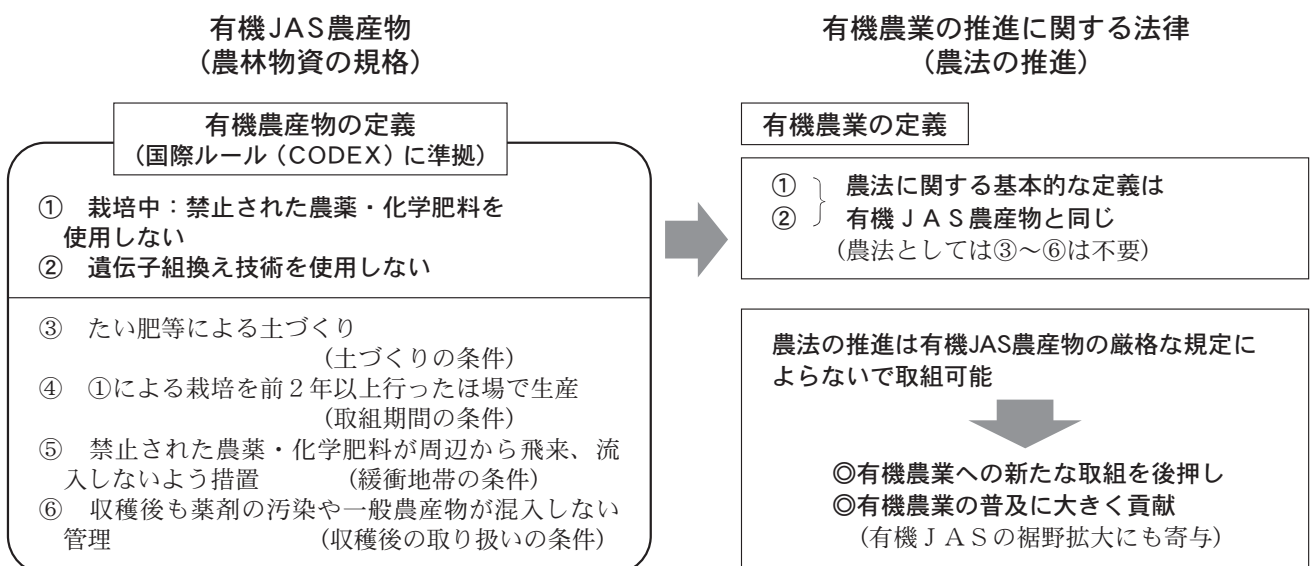 有機JAS農産物
(農林物資の規格)
有機農産物の定義
(国際ルール(CODEX)に準拠)
① 栽培中：禁止された農薬・化学肥料を
使用しない
② 遺伝子組換え技術を使用しない
③ たい肥等による土づくり
(土づくりの条件)
④ ①による栽培を前２年以上行ったほ場で生産
(取組期間の条件)
⑤ 禁止された農薬・化学肥料が周辺から飛来、流
入しないよう措置 (緩衝地帯の条件)
⑥ 収穫後も薬剤の汚染や一般農産物が混入しない
管理 (収穫後の取り扱いの条件)
有機農業の推進に関する法律
(農法の推進)
有機農業の定義
① 農法に関する基本的な定義は
② 有機ＪＡＳ農産物と同じ
(農法としては③～⑥は不要)
農法の推進は有機JAS農産物の厳格な規定に
よらないで取組可能
◎有機農業への新たな取組を後押し
◎有機農業の普及に大きく貢献
(有機ＪＡＳの裾野拡大にも寄与)